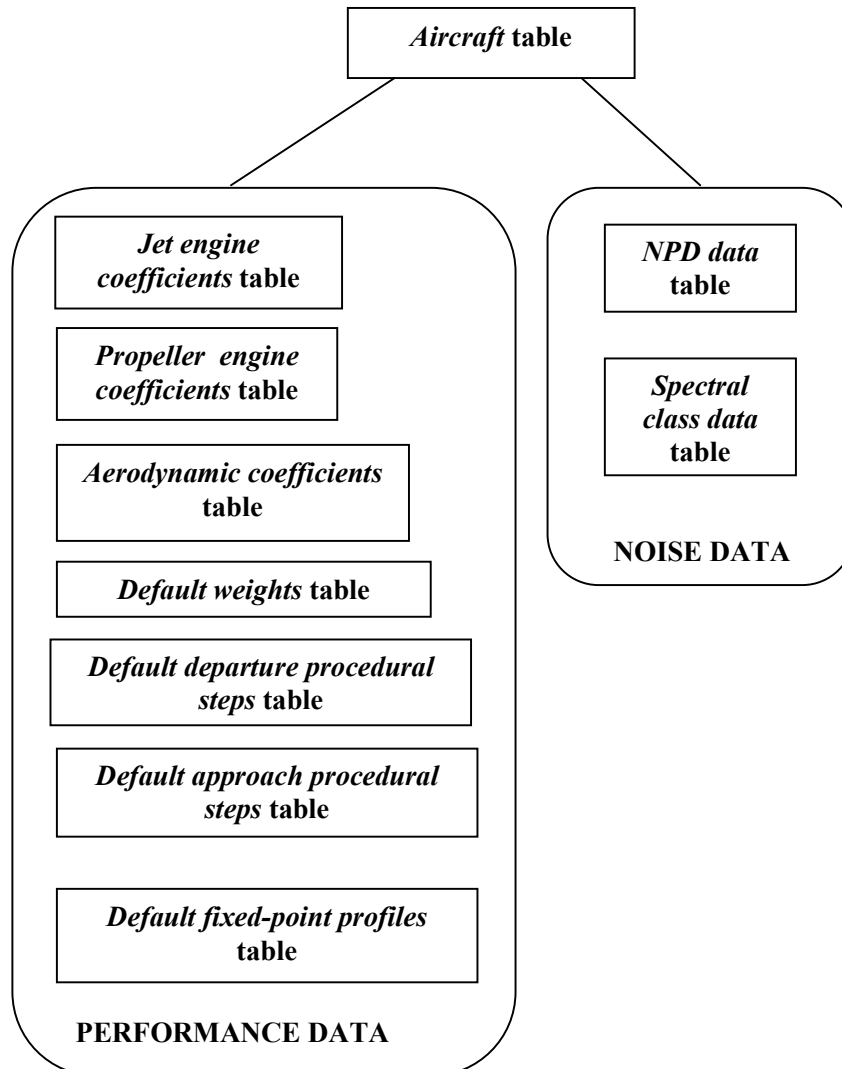 Aircraft table
Jet engine
coefficients table
Propeller engine
coefficients table
Aerodynamic coefficients
table
Default weights table
Default departure procedural
steps table
Default approach procedural
steps table
Default fixed-point profiles
table
PERFORMANCE DATA
NPD data
table
Spectral
class data
table
NOISE DATA